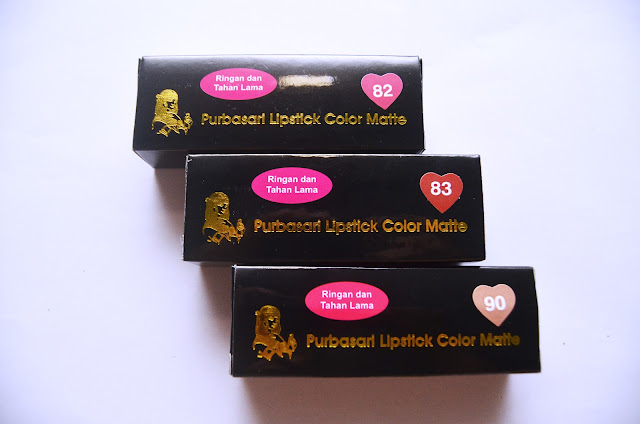 Ringan dan
Tahan Lama
82
Purbasari Lipstick Color Matte
Ringan dan
Tahan Lama
83
Purbasari Lipstick Color Matte
Ringan dan
Tahan Lama
90
Purbasari Lipstick Color Matte